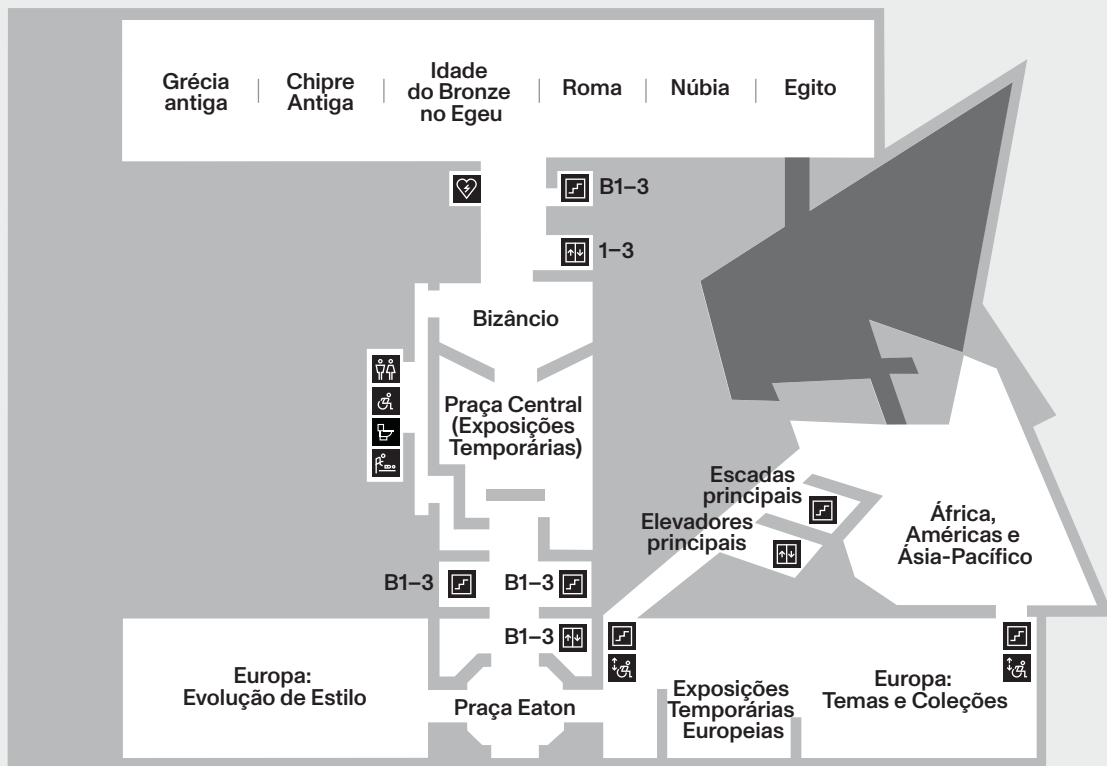 Grécia
antiga
Chipre
Antiga
Idade
do Bronze
no Egeu
Roma
Núbia
Egito
B1–3
1–3
Bizâncio
Praça Central
(Exposições
Temporárias)
Escadas
principais
Elevadores
principais
África,
Américas e
Ásia-Pacífico
B1–3
B1–3
B1–3
Europa:
Evolução de Estilo
Praça Eaton
Exposições
Temporárias
Europeias
Europa:
Temas e Coleções